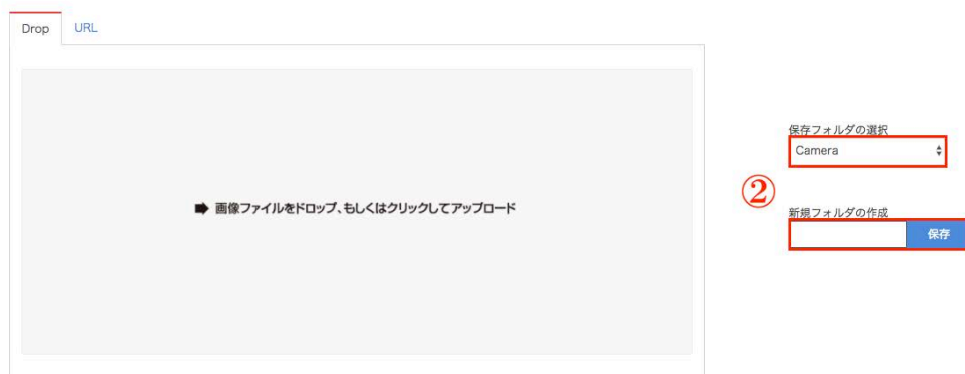 Drop URL
➡ 画像ファイルをドロップ、もしくはクリックしてアップロード
保存フォルダの選択
Camera
②
新規フォルダの作成
保存